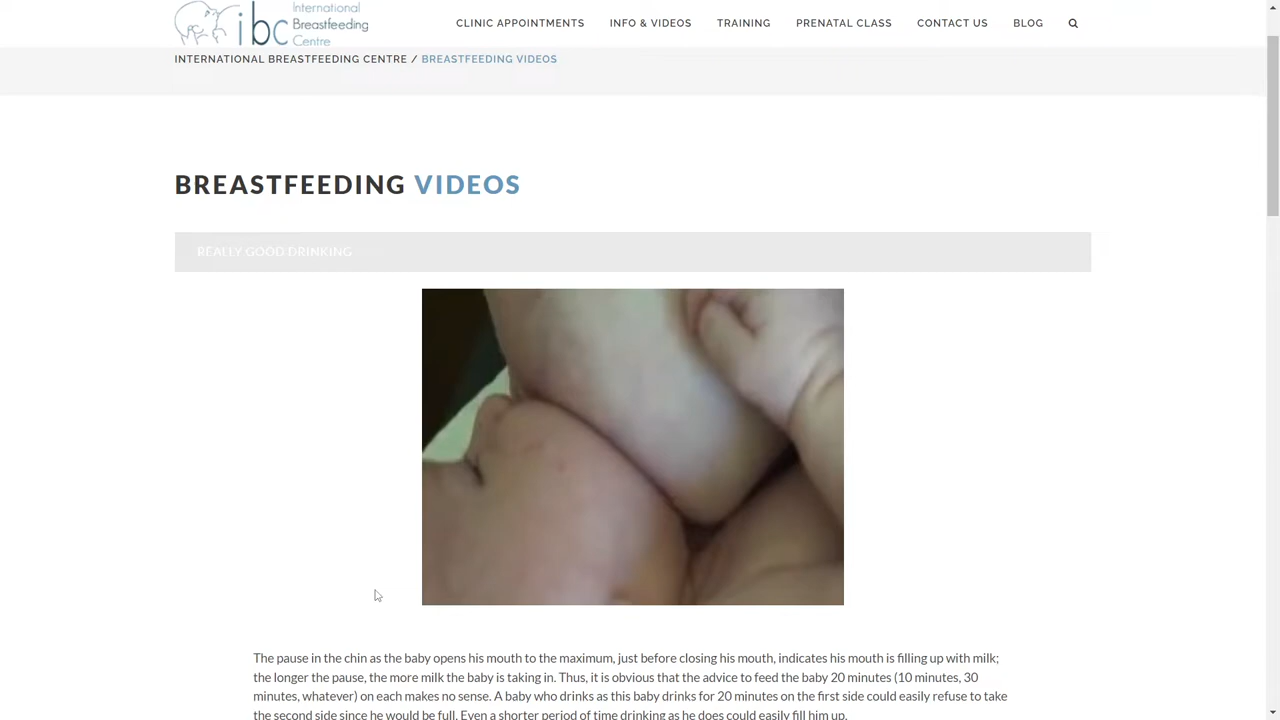 International
Breastfeeding
Centre
ibc
CLINIC APPOINTMENTS INFO & VIDEOS TRAINING PRENATAL CLASS CONTACT US BLOG
INTERNATIONAL BREASTFEEDING CENTRE / BREASTFEEDING VIDEOS
BREASTFEEDING VIDEOS
REALLY GOOD DRINKING
The pause in the chin as the baby opens his mouth to the maximum, just before closing his mouth, indicates his mouth is filling up with milk;
the longer the pause, the more milk the baby is taking in. Thus, it is obvious that the advice to feed the baby 20 minutes (10 minutes, 30
minutes, whatever) on each makes no sense. A baby who drinks as this baby drinks for 20 minutes on the first side could easily refuse to take
the second side since he would be full. Even a shorter period of time drinking as he does could easily fill him up.